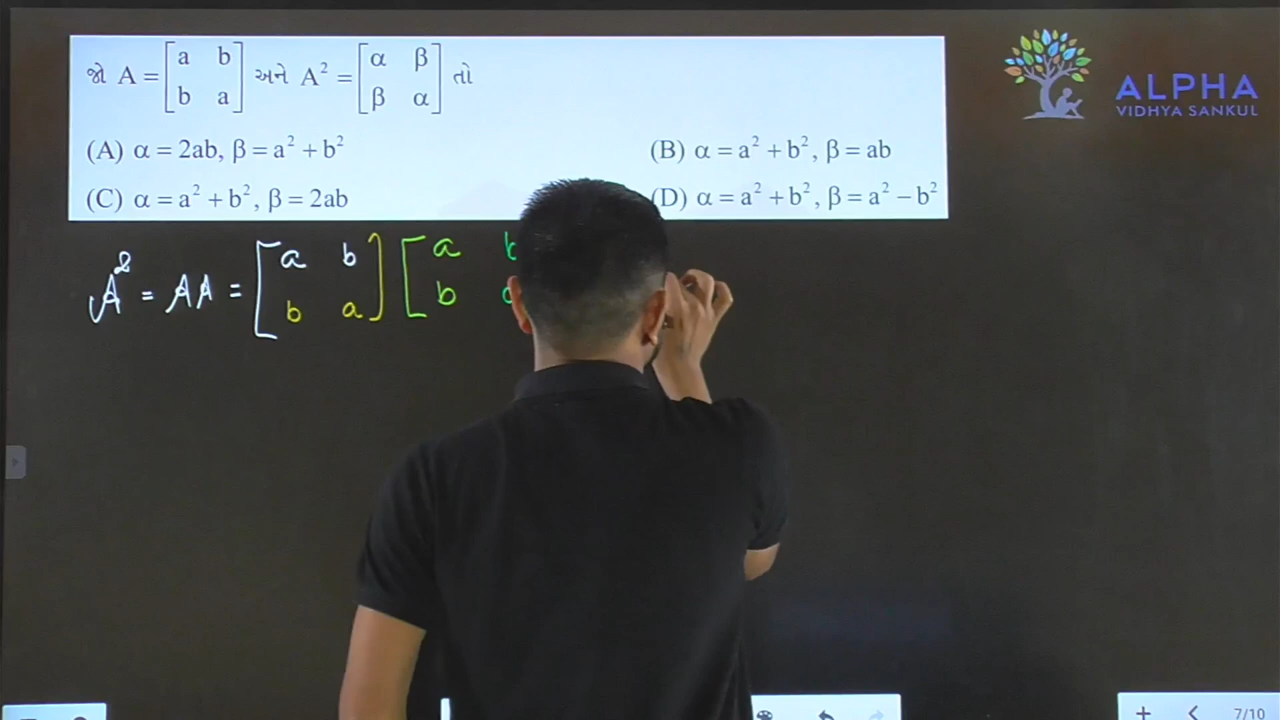 જો A = [a b; b a] અને A² = [α β; β α] તો
(A) α = 2ab, β = a² + b²
(B) α = a² + b², β = ab
(C) α = a² + b², β = 2ab
(D) α = a² + b², β = a² − b²
A² = AA = [a b; b a] [a b
b
ALPHA
VIDHYA SANKUL
7/10